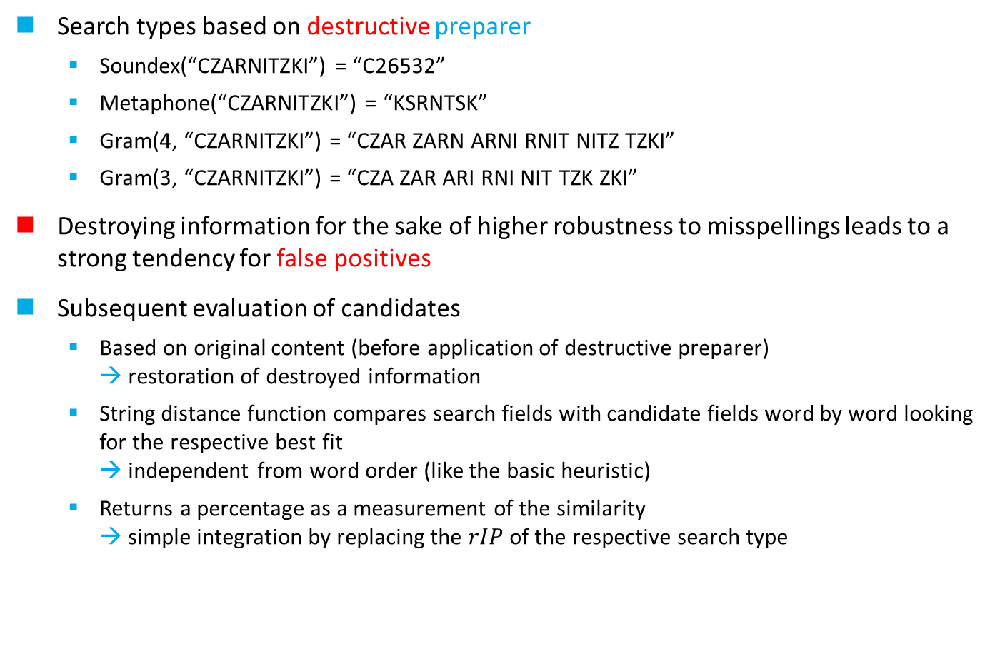 Search types based on destructive preparer
Soundex(“CZARNITZKI”) = “C26532”
Metaphone(“CZARNITZKI”) = “KSRNTSK”
Gram(4, “CZARNITZKI”) = “CZAR ZARN ARNI RNIT NITZ TZKI”
Gram(3, “CZARNITZKI”) = “CZA ZAR ARI RNI NIT TZK ZKI”
Destroying information for the sake of higher robustness to misspellings leads to a
strong tendency for false positives
Subsequent evaluation of candidates
Based on original content (before application of destructive preparer)
→ restoration of destroyed information
String distance function compares search fields with candidate fields word by word looking
for the respective best fit
→ independent from word order (like the basic heuristic)
Returns a percentage as a measurement of the similarity
→ simple integration by replacing the rIP of the respective search type